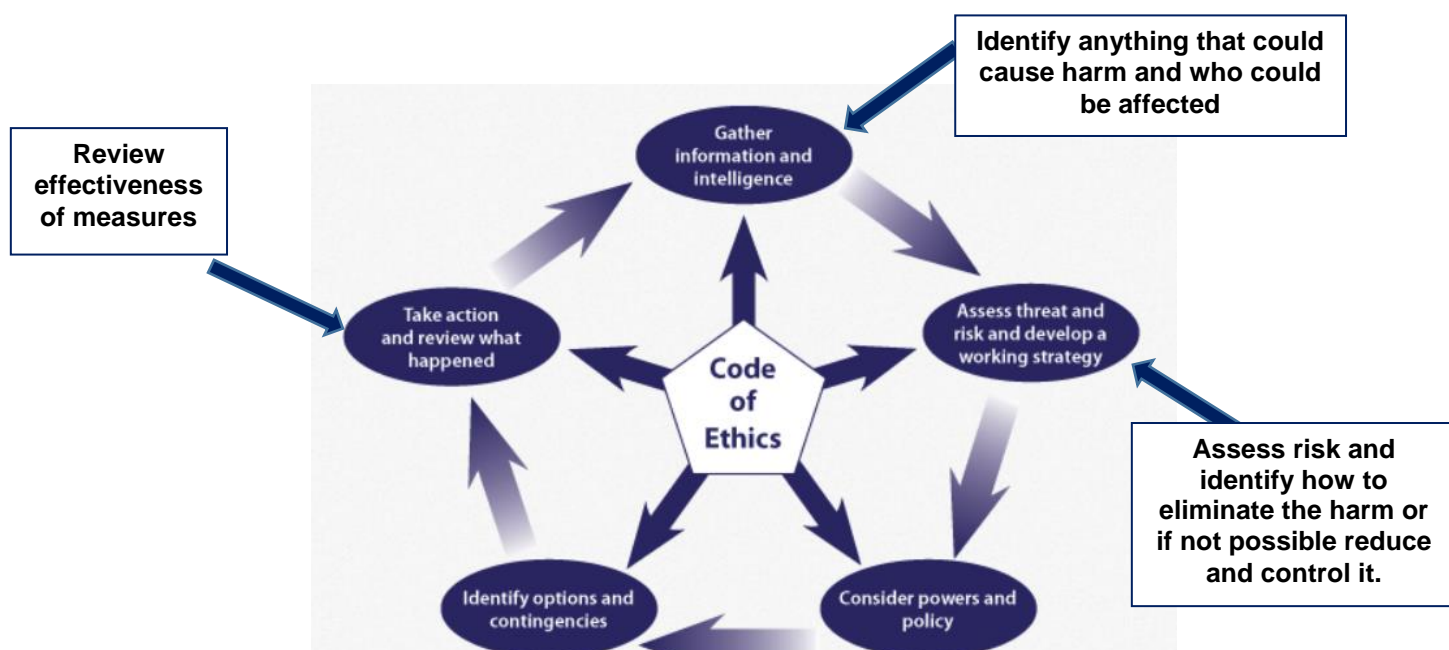 Identify anything that could
cause harm and who could
be affected
Review
effectiveness
of measures
Gather
information and
intelligence
Take action
and review what
happened
Assess threat and
risk and develop a
working strategy
Code
of
Ethics
Assess risk and
identify how to
eliminate the harm or
if not possible reduce
and control it.
Identify options and
contingencies
Consider powers and
policy